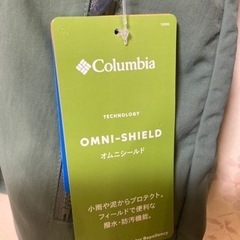 Columbia
TECHNOLOGY
OMNI-SHIELD
オムニシールド
小雨や泥からプロテクト。
フィールドで便利な
撥水・防汚機能。
Repellency